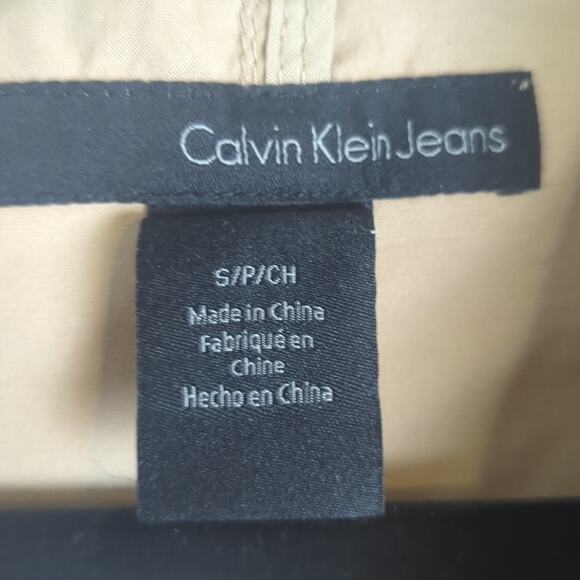 Calvin Klein Jeans
S/P/CH
Made in China
Fabriqué en
Chine
Hecho en China